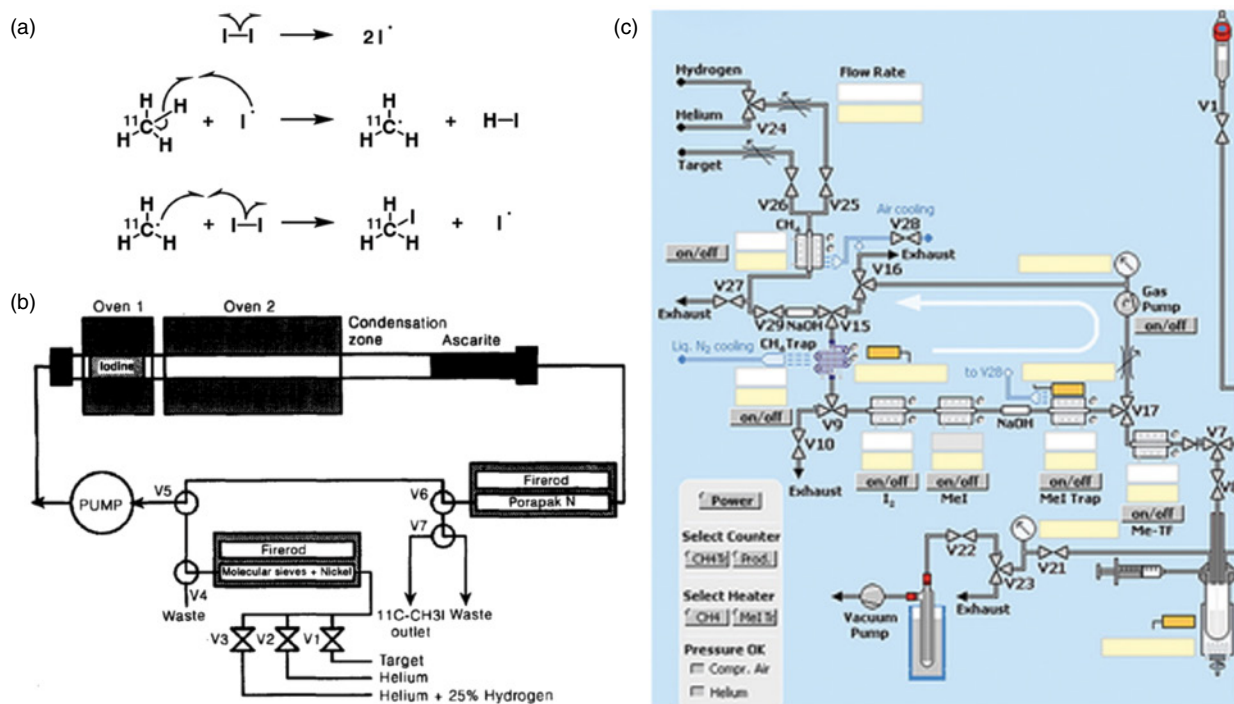 (a)
I–I
2I·
H
11C
H
H
H
+
I·
H
11C·
H
H
+
H–I
H
11C·
H
H
+
I–I
H
11C
I
H
H
+
I·
(b)
Oven 1
Oven 2
Condensation
zone
Ascarite
Iodine
PUMP
V5
V6
Firerod
Porapak N
V7
Firerod
Molecular sieves + Nickel
V4
Waste
11C-CH3I
outlet
Waste
V3
V2
V1
Target
Helium
Helium + 25% Hydrogen
(c)
Hydrogen
Flow Rate
Helium
V24
Target
V1
V26
V25
CH4
Air cooling
V28
on/off
Exhaust
V16
V27
Exhaust
V29
NaOH
V15
Gas
Pump
on/off
CH4 Trap
Liq. N2 cooling
to V28
on/off
V9
NaOH
V17
V10
V7
Exhaust
on/off
on/off
on/off
I2
MeI
MeI Trap
on/off
Me-TF
V8
Power
Select Counter
CH4Tr
Prod.
V22
V23
V21
Select Heater
CH4
MeI Tr
Vacuum
Pump
Exhaust
Pressure OK
Compr. Air
Helium